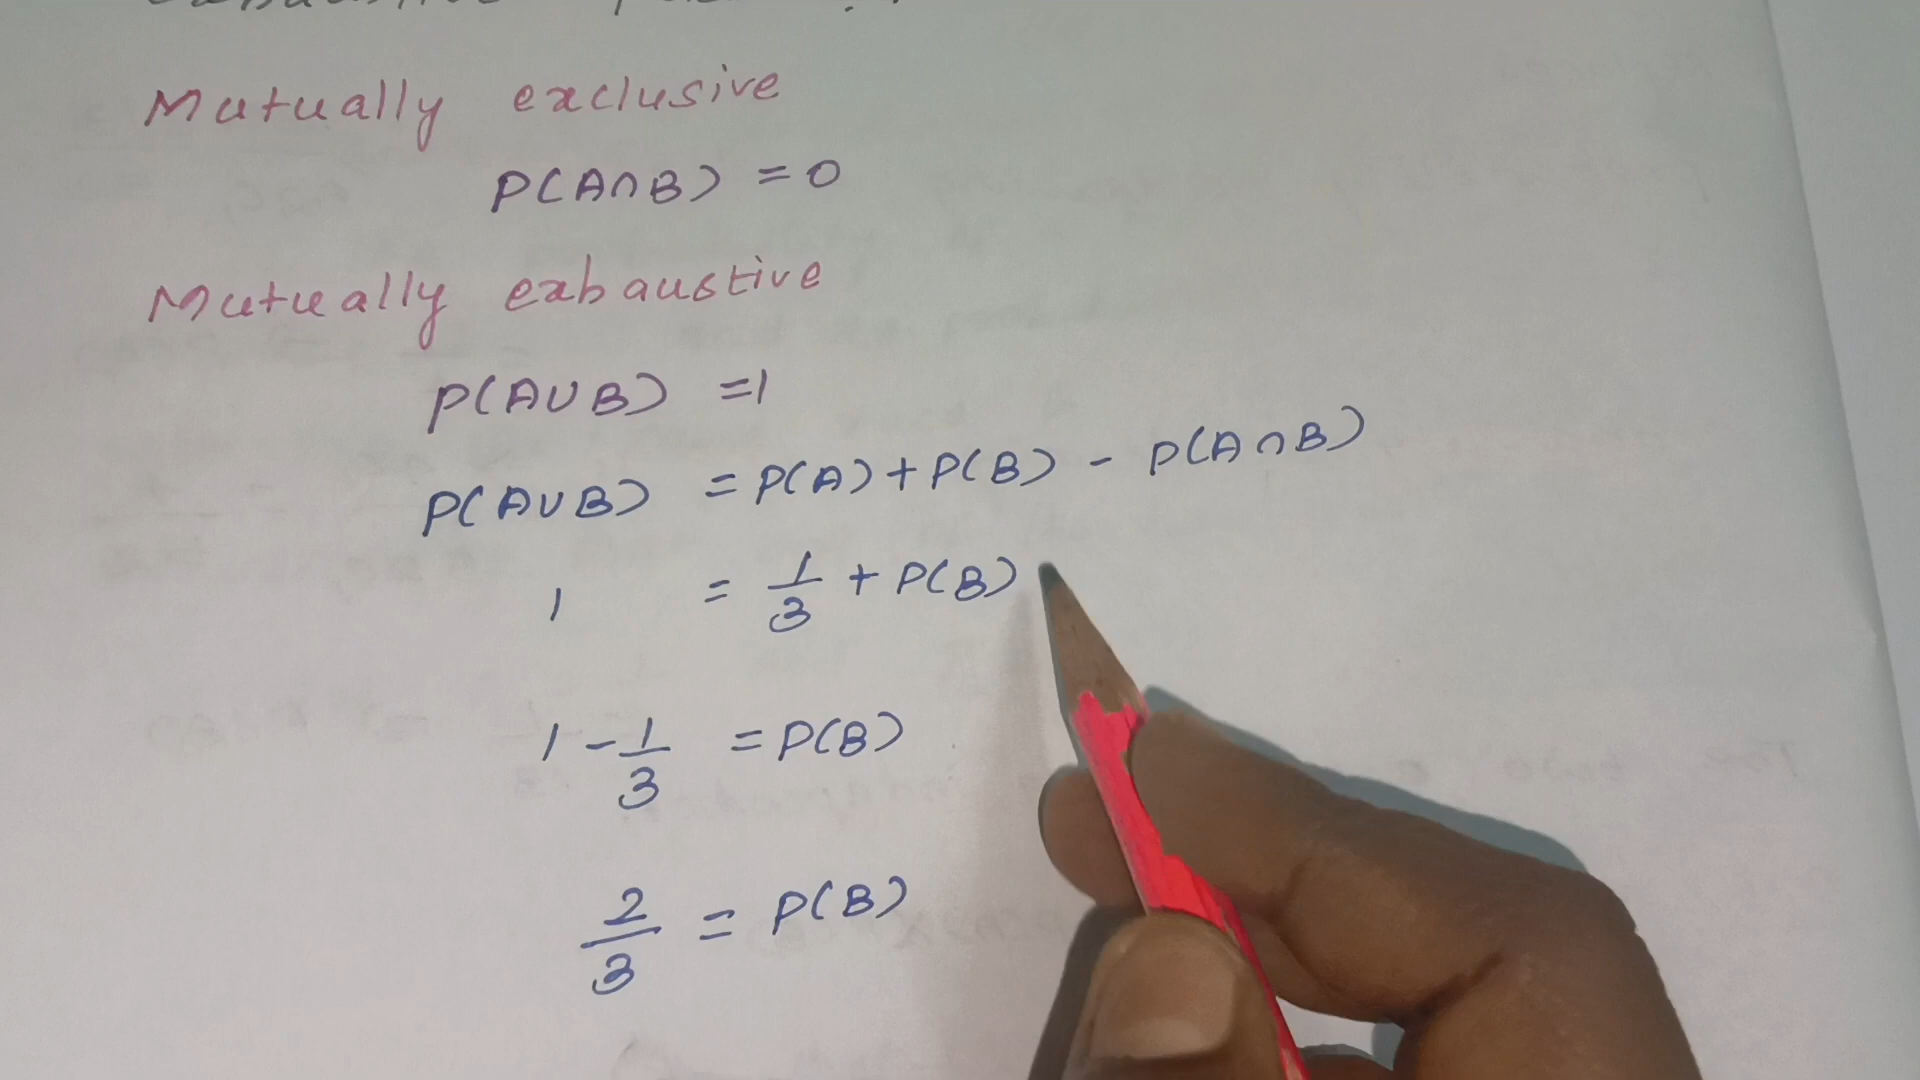 Mutually exclusive
P(A∩B) = 0
Mutually exhaustive
P(A∪B) = 1
P(A∪B) = P(A) + P(B) - P(A∩B)
1 = 1/3 + P(B)
1 - 1/3 = P(B)
2/3 = P(B)